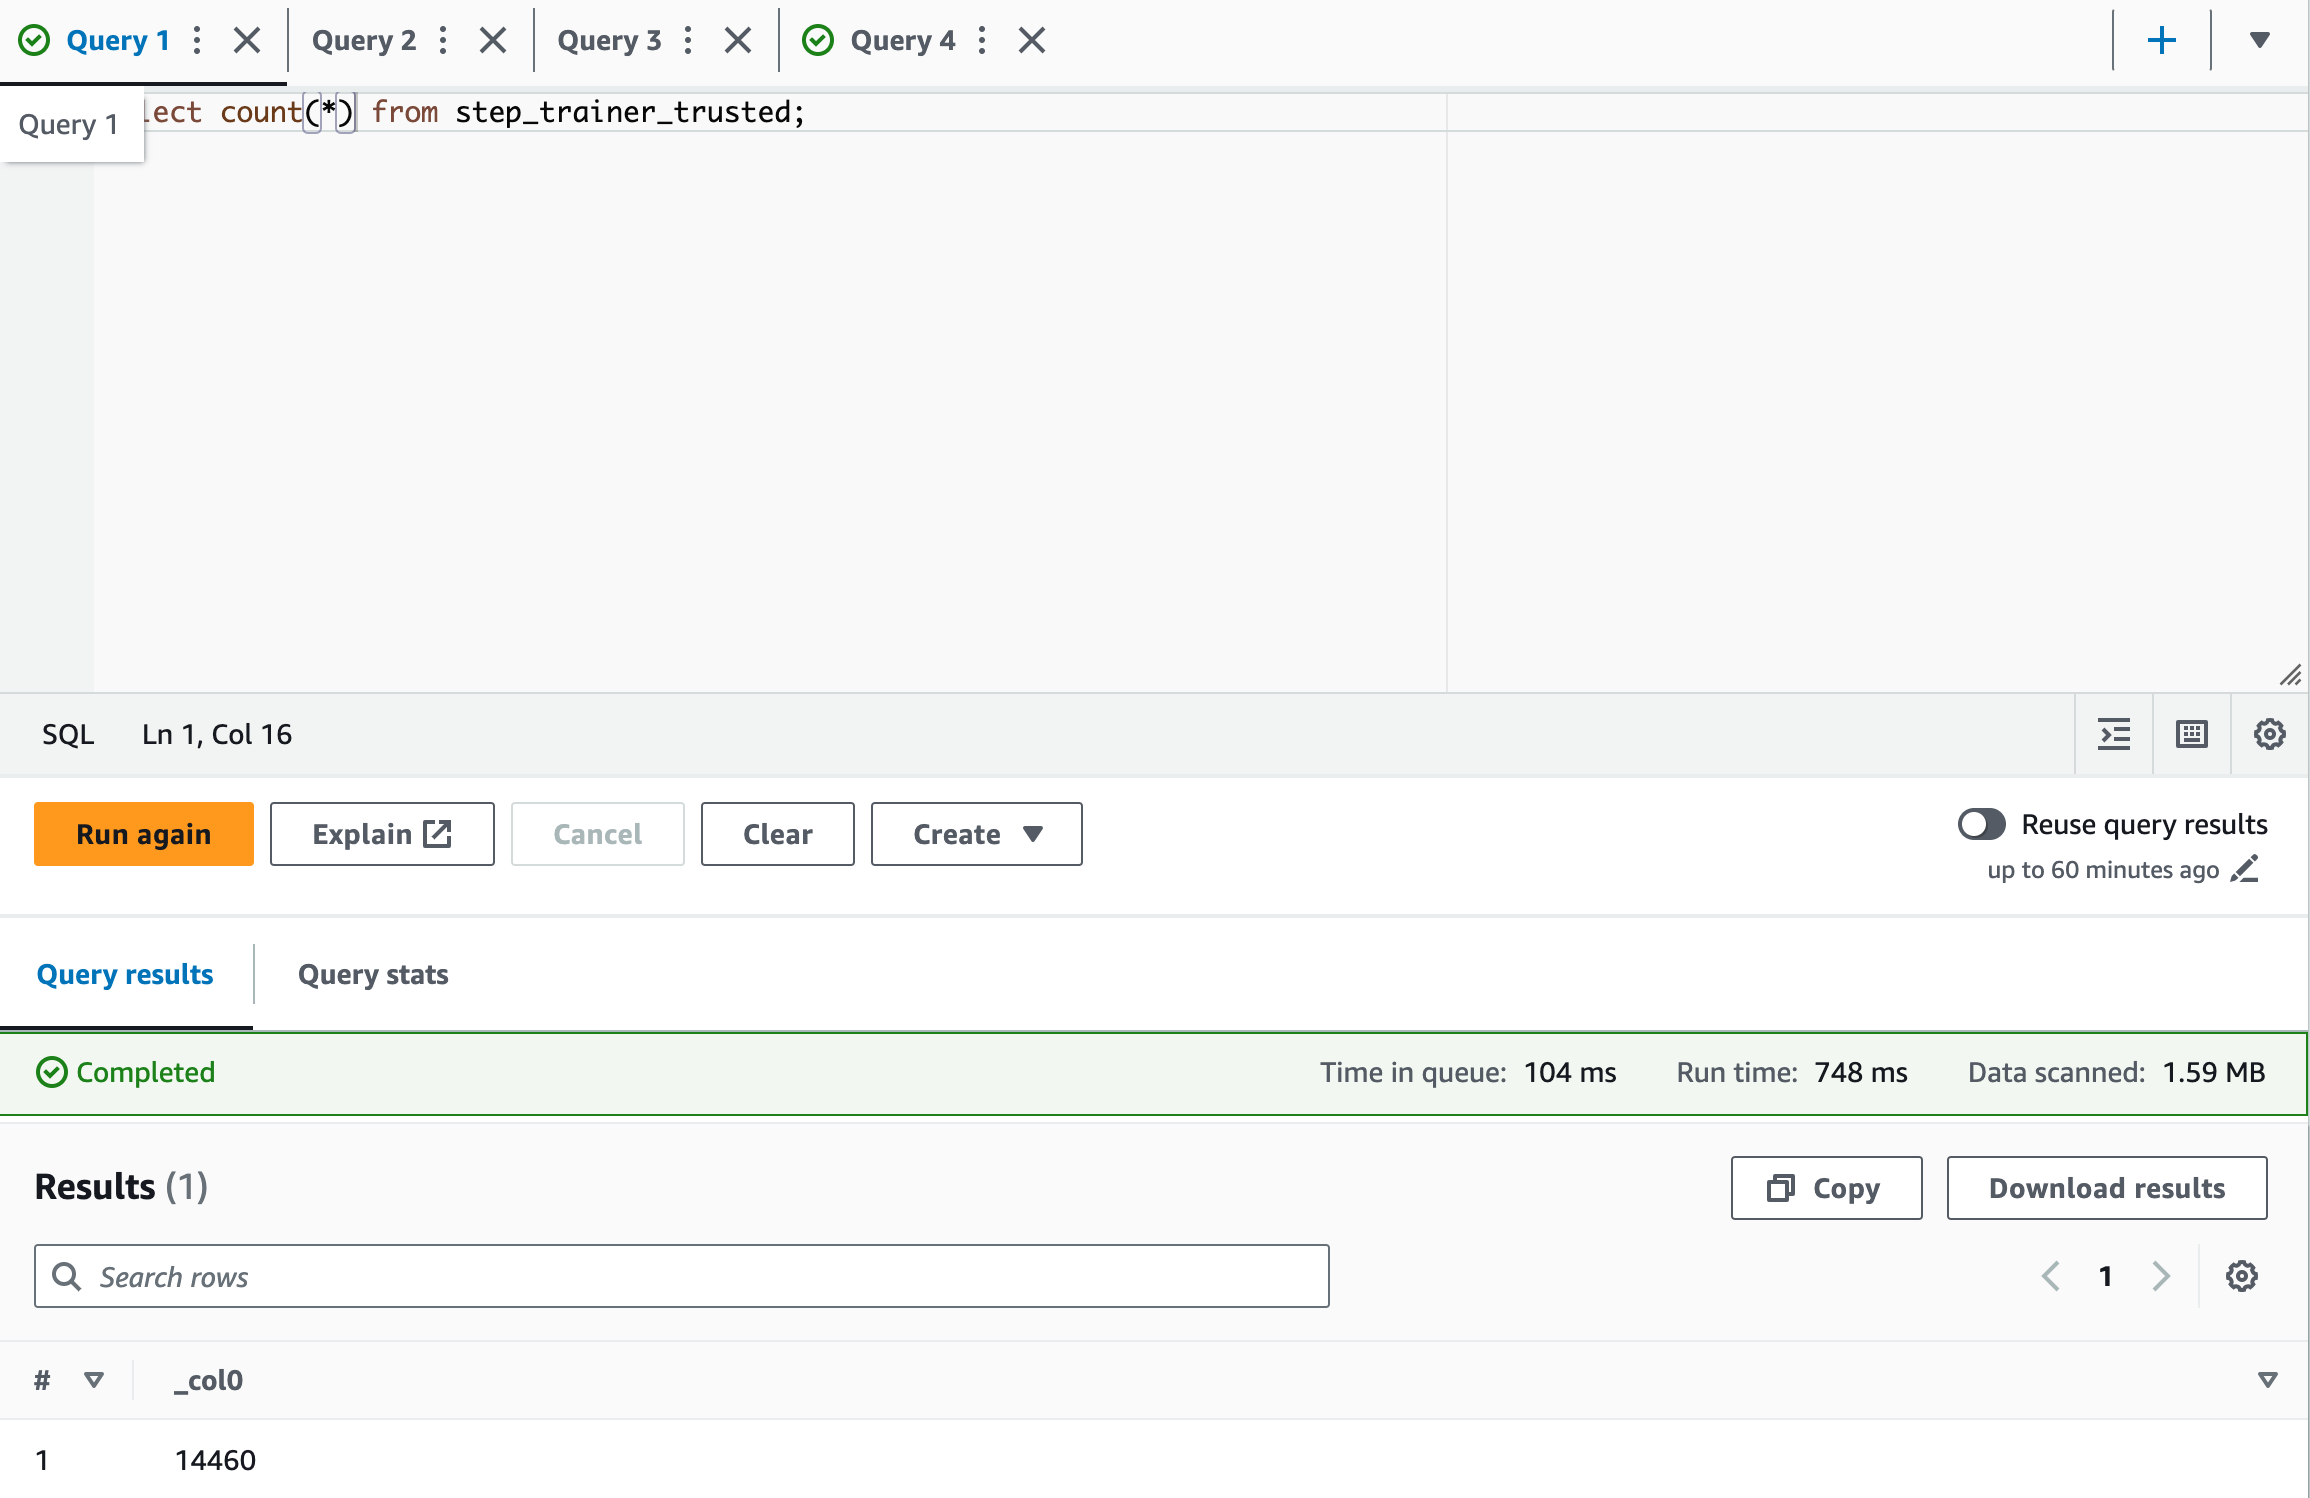 Query 1 Query 2 Query 3 Query 4
lect count(*) from step_trainer_trusted;
Query 1
SQL Ln 1, Col 16
Run again Explain Cancel Clear Create Reuse query results
up to 60 minutes ago
Query results Query stats
Completed Time in queue: 104 ms Run time: 748 ms Data scanned: 1.59 MB
Results (1) Copy Download results
Search rows 1
# _col0
1 14460